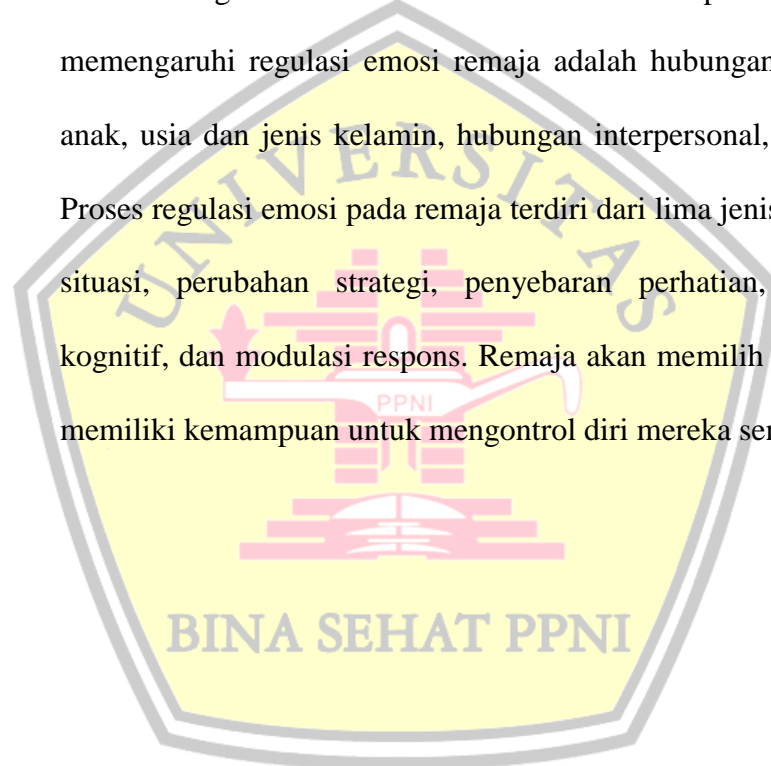 memengaruhi regulasi emosi remaja adalah hubungan
anak, usia dan jenis kelamin, hubungan interpersonal,
UNIVERSITAS
Proses regulasi emosi pada remaja terdiri dari lima jenis
situasi, perubahan strategi, penyebaran perhatian,
kognitif, dan modulasi respons. Remaja akan memilih
PPNI
memiliki kemampuan untuk mengontrol diri mereka
BINA SEHAT PPNI